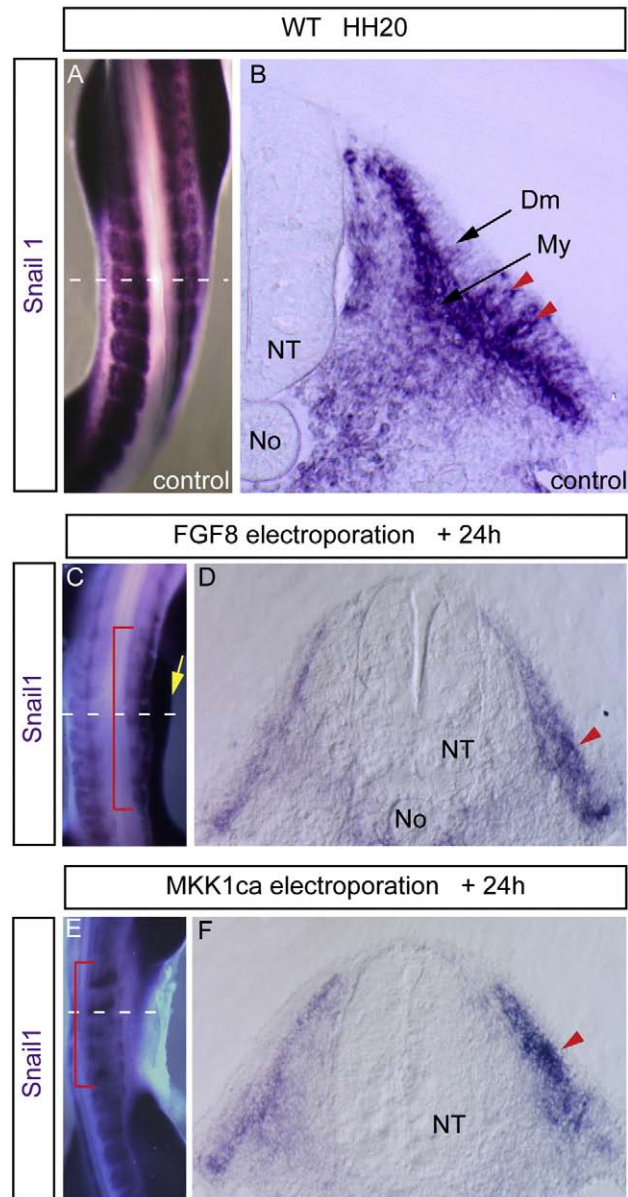 WT HH20
Snail 1
A
control
B
Dm
My
NT
No
control
FGF8 electroporation + 24h
Snail1
C
D
NT
No
MKK1ca electroporation + 24h
Snail1
E
F
NT